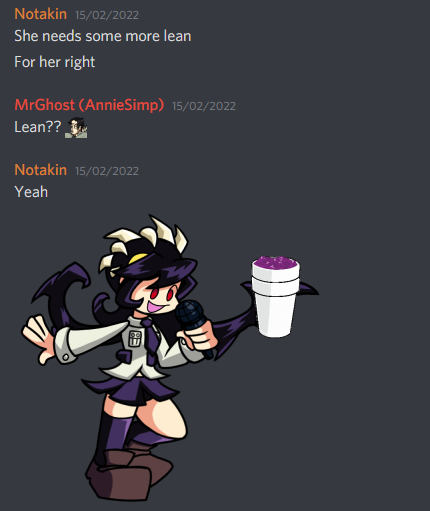 Notakin 15/02/2022
She needs some more lean
For her right
MrGhost (AnnieSimp) 15/02/2022
Lean??
Notakin 15/02/2022
Yeah